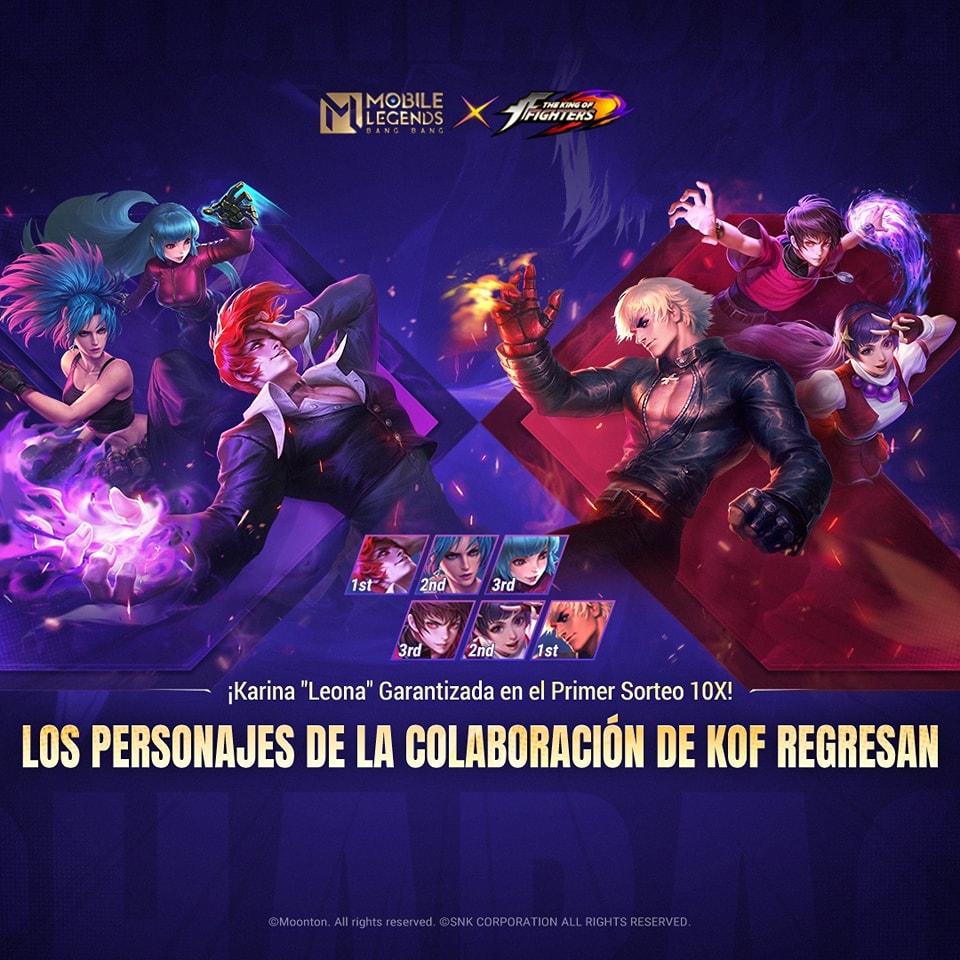 MOBILE
LEGENDS
BANG BANG
THE KING OF
FIGHTERS
1st
2nd
3rd
3rd
2nd
1st
¡Karina "Leona" Garantizada en el Primer Sorteo 10X!
LOS PERSONAJES DE LA COLABORACIÓN DE KOF REGRESAN
©Moonton. All rights reserved. ©SNK CORPORATION ALL RIGHTS RESERVED.